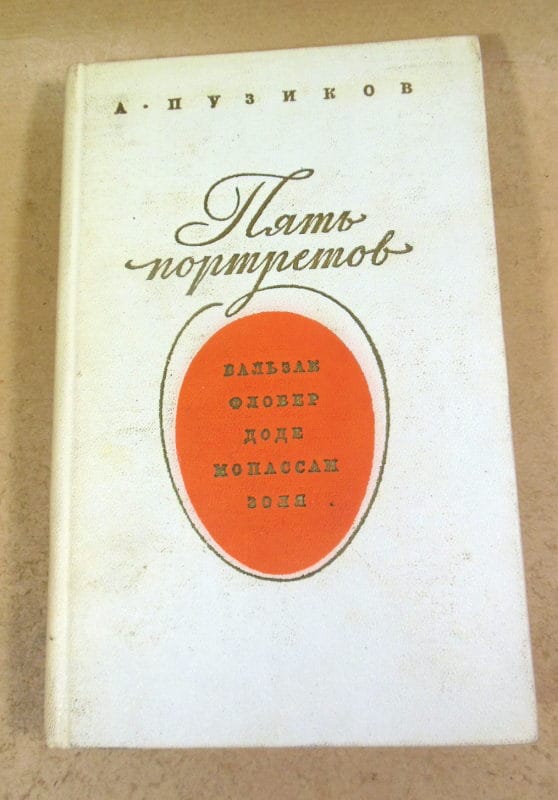 А · ПУЗИКОВ
Пять
портретов
БАЛЬЗАК
ФЛОБЕР
ДОДЕ
МОПАССАН
ЗОЛЯ